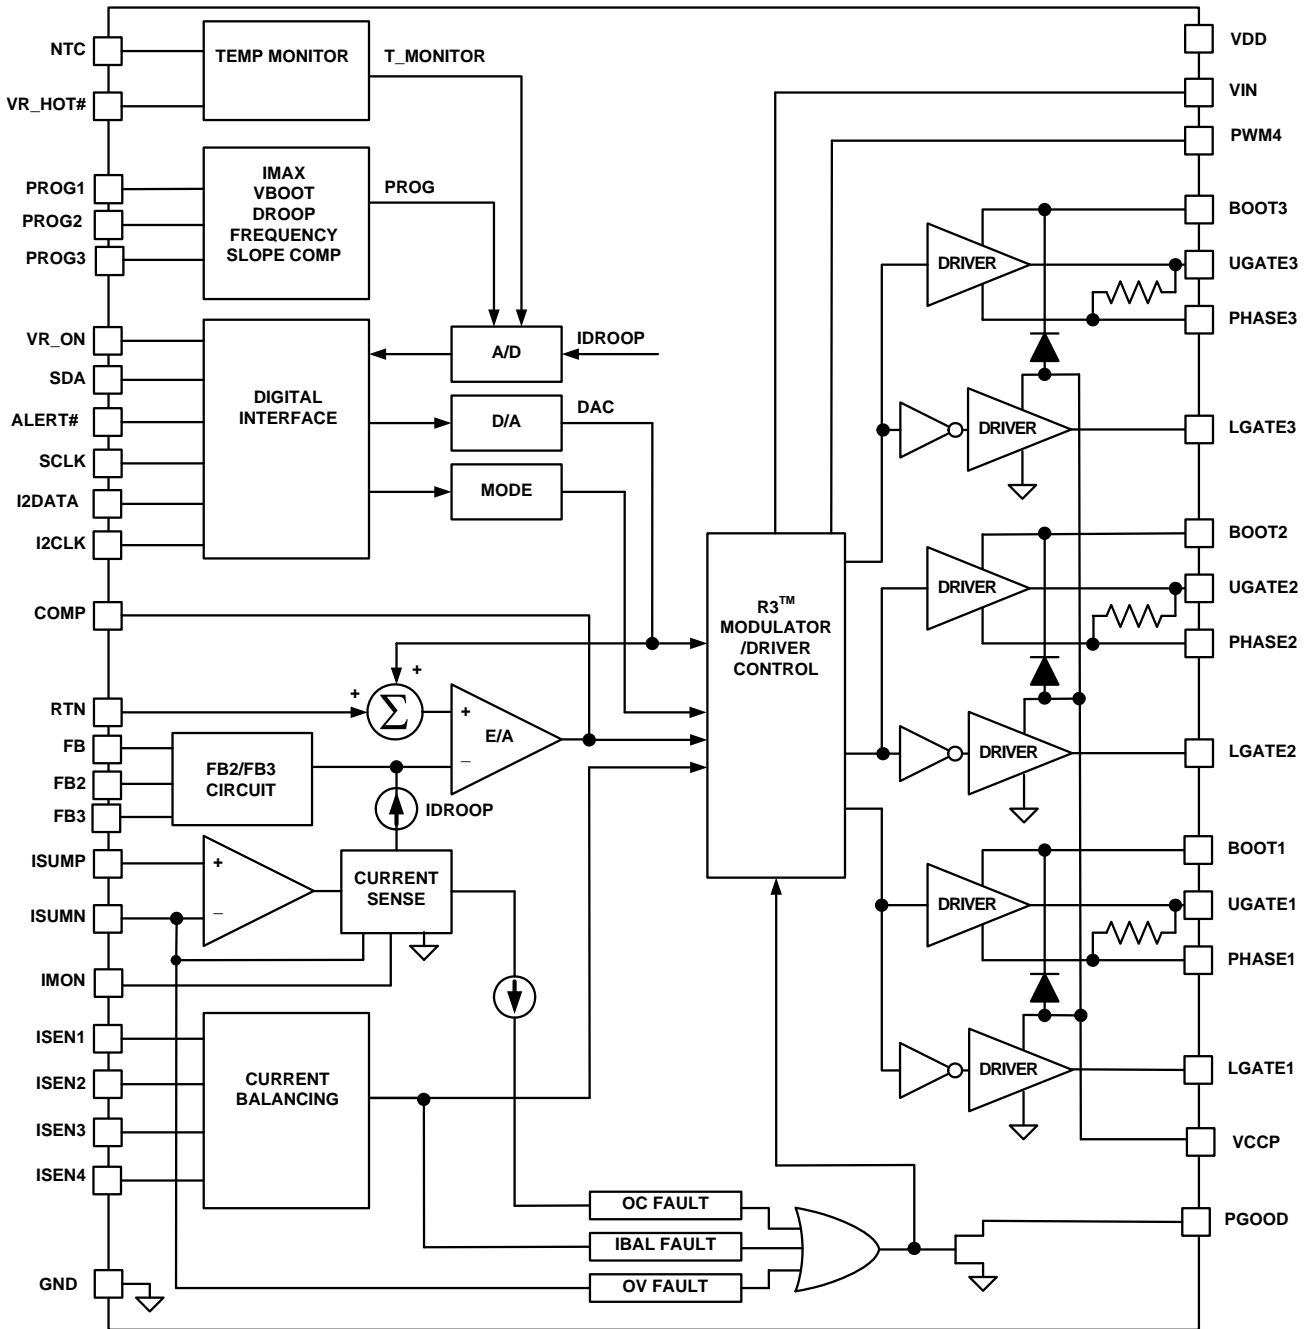 NTC
VR_HOT#
TEMP MONITOR
T_MONITOR
VDD
VIN
PWM4
PROG1
PROG2
PROG3
IMAX
VBOOT
DROOP
FREQUENCY
SLOPE COMP
PROG
BOOT3
UGATE3
PHASE3
DRIVER
VR_ON
SDA
ALERT#
SCLK
I2DATA
I2CLK
DIGITAL
INTERFACE
A/D
IDROOP
D/A
DAC
MODE
DRIVER
LGATE3
COMP
R3™
MODULATOR
/DRIVER
CONTROL
BOOT2
UGATE2
PHASE2
DRIVER
RTN
+
+
Σ
+
E/A
−
FB
FB2
FB3
FB2/FB3
CIRCUIT
IDROOP
DRIVER
LGATE2
ISUMP
ISUMN
+
−
CURRENT
SENSE
IMON
BOOT1
UGATE1
PHASE1
DRIVER
ISEN1
ISEN2
ISEN3
ISEN4
CURRENT
BALANCING
DRIVER
LGATE1
VCCP
OC FAULT
IBAL FAULT
OV FAULT
PGOOD
GND